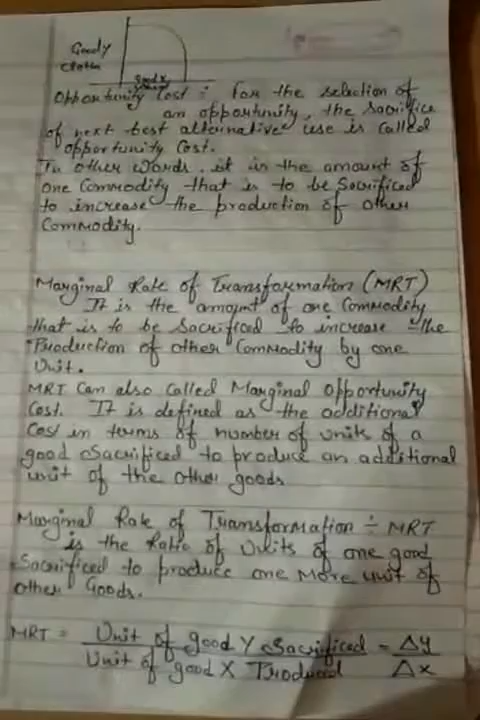 Good y
Cloths
Good x
Opportunity Cost : For the selection of
an opportunity, the sacrifice
of next best alternative use is called
opportunity Cost.
In other words, it is the amount of
one Commodity that is to be Sacrificed
to increase the production of other
Commodity.
Marginal Rate of Transformation (MRT)
It is the amount of one Commodity
that is to be Sacrificed to increase the
Production of other Commodity by one
Unit.
MRT Can also Called Marginal Opportunity
Cost. It is defined as the additional
Cost in terms of number of units of a
good Sacrificed to produce an additional
unit of the other goods
Marginal Rate of Transformation ÷ MRT
is the Ratio of Units of one good
Sacrificed to produce one More unit of
other Goods.
MRT = Unit of good Y Sacrificed = Δy
Unit of good X Produced Δx